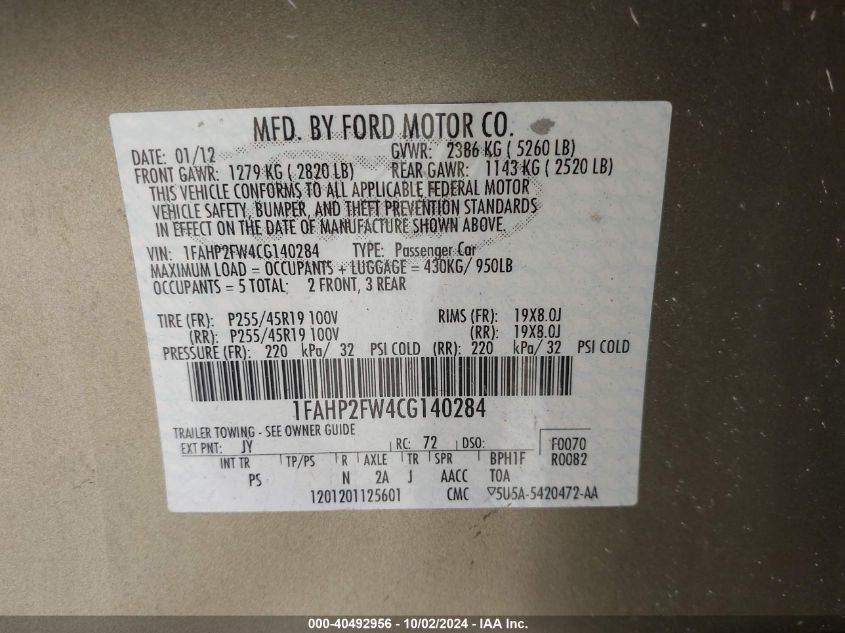 MFD. BY FORD MOTOR CO.
DATE: 01/12 GVWR: 2386 KG ( 5260 LB)
FRONT GAWR: 1279 KG ( 2820 LB) REAR GAWR: 1143 KG ( 2520 LB)
THIS VEHICLE CONFORMS TO ALL APPLICABLE FEDERAL MOTOR
VEHICLE SAFETY, BUMPER, AND THEFT PREVENTION STANDARDS
IN EFFECT ON THE DATE OF MANUFACTURE SHOWN ABOVE.
VIN: 1FAHP2FW4CG140284 TYPE: Passenger Car
MAXIMUM LOAD = OCCUPANTS + LUGGAGE = 430KG/ 950LB
OCCUPANTS = 5 TOTAL: 2 FRONT, 3 REAR
TIRE (FR): P255/45R19 100V RIMS (FR): 19X8.0J
(RR): P255/45R19 100V (RR): 19X8.0J
PRESSURE (FR): 220 kPa/ 32 PSI COLD (RR): 220 kPa/ 32 PSI COLD
1FAHP2FW4CG140284
TRAILER TOWING - SEE OWNER GUIDE
EXT PNT: JY RC: 72 DSO: F0070
INT TR TP/PS R AXLE TR SPR BPH1F R0082
PS N 2A J AACC T0A
1201201125601 CMC ▽5U5A-5420472-AA
000-40492956 - 10/02/2024 - IAA Inc.